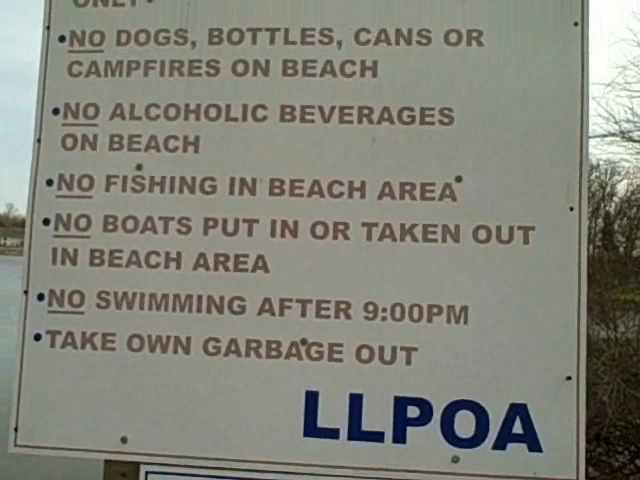 ONLY
•NO DOGS, BOTTLES, CANS OR
CAMPFIRES ON BEACH
•NO ALCOHOLIC BEVERAGES
ON BEACH
•NO FISHING IN BEACH AREA
•NO BOATS PUT IN OR TAKEN OUT
IN BEACH AREA
•NO SWIMMING AFTER 9:00PM
•TAKE OWN GARBAGE OUT
LLPOA